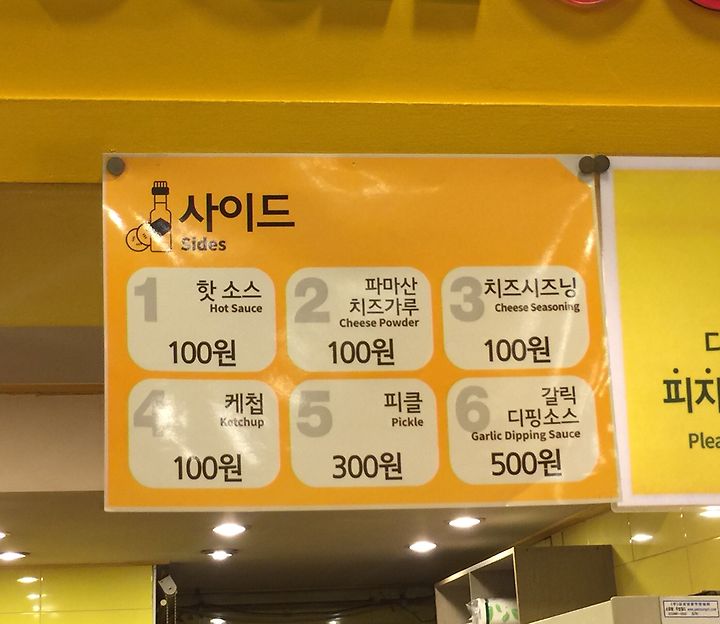 사이드
Sides
1
핫 소스
Hot Sauce
100원
2
파마산
치즈가루
Cheese Powder
100원
3
치즈시즈닝
Cheese Seasoning
100원
4
케첩
Ketchup
100원
5
피클
Pickle
300원
6
갈릭
디핑소스
Garlic Dipping Sauce
500원